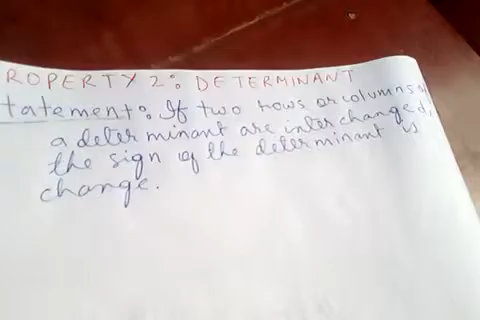 ROPERTY 2: DETERMINANT
tatement: If two rows or columns of
a determinant are interchanged,
the sign of the determinant is
change.